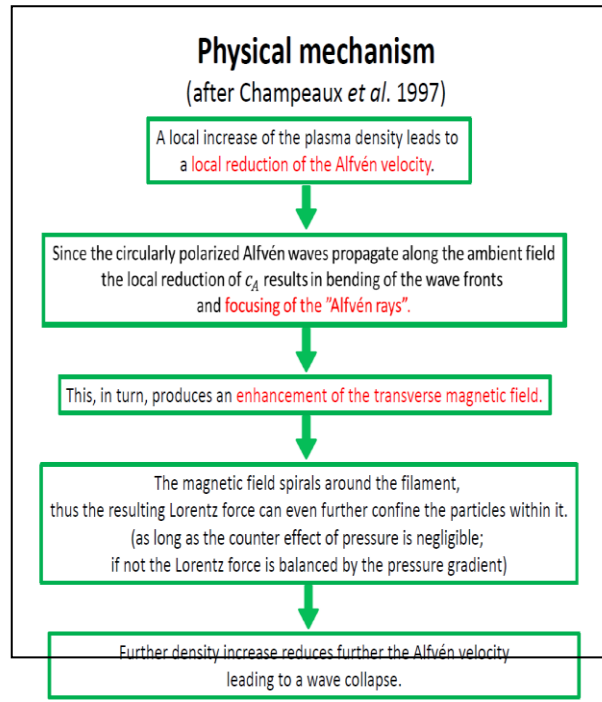 Physical mechanism
(after Champeaux et al. 1997)
A local increase of the plasma density leads to
a local reduction of the Alfvén velocity.
Since the circularly polarized Alfvén waves propagate along the ambient field
the local reduction of c_A results in bending of the wave fronts
and focusing of the "Alfvén rays".
This, in turn, produces an enhancement of the transverse magnetic field.
The magnetic field spirals around the filament,
thus the resulting Lorentz force can even further confine the particles within it.
(as long as the counter effect of pressure is negligible;
if not the Lorentz force is balanced by the pressure gradient)
Further density increase reduces further the Alfvén velocity
leading to a wave collapse.